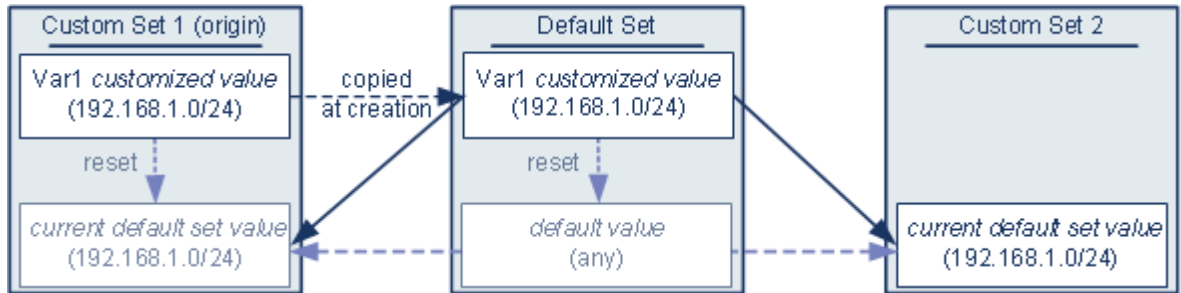 Custom Set 1 (origin)
Var1 customized value
(192.168.1.0/24)
reset
current default set value
(192.168.1.0/24)
copied
at creation
Default Set
Var1 customized value
(192.168.1.0/24)
reset
default value
(any)
Custom Set 2
current default set value
(192.168.1.0/24)